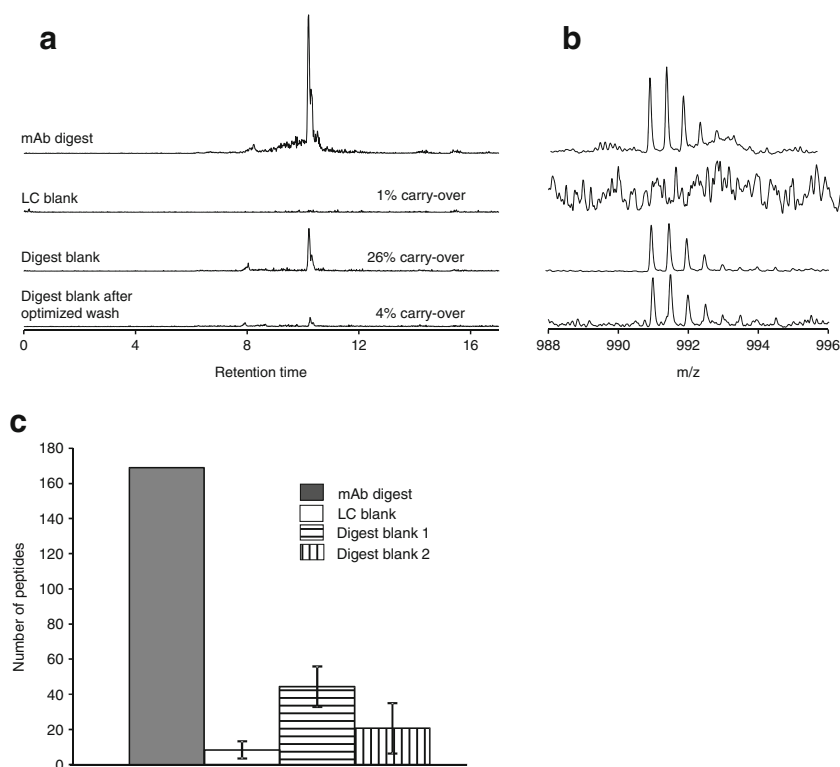 a
mAb digest
LC blank
1% carry-over
Digest blank
26% carry-over
Digest blank after
optimized wash
4% carry-over
0 4 8 12 16
Retention time
b
988 990 992 994 996
m/z
c
180
160
140
120
100
80
60
40
20
0
Number of peptides
mAb digest
LC blank
Digest blank 1
Digest blank 2